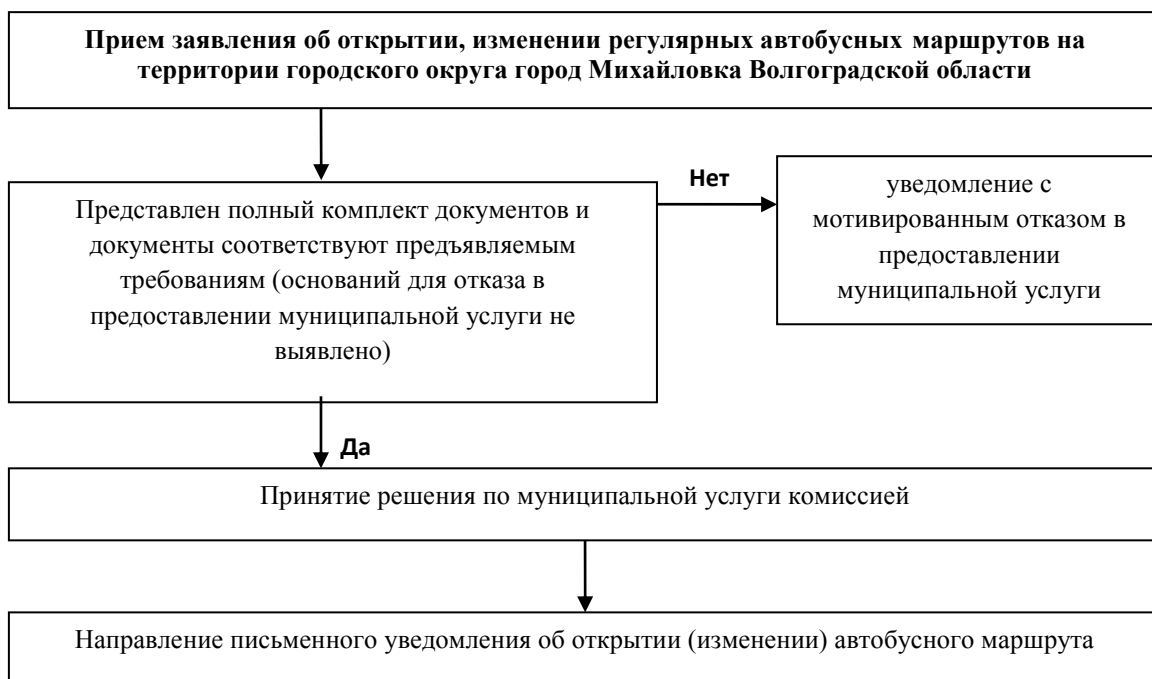 Прием заявления об открытии, изменении регулярных автобусных маршрутов на
территории городского округа город Михайловка Волгоградской области
Нет
уведомление с
мотивированным отказом в
предоставлении
муниципальной услуги
Представлен полный комплект документов и
документы соответствуют предъявляемым
требованиям (оснований для отказа в
предоставлении муниципальной услуги не
выявлено)
Да
Принятие решения по муниципальной услуги комиссией
Направление письменного уведомления об открытии (изменении) автобусного маршрута